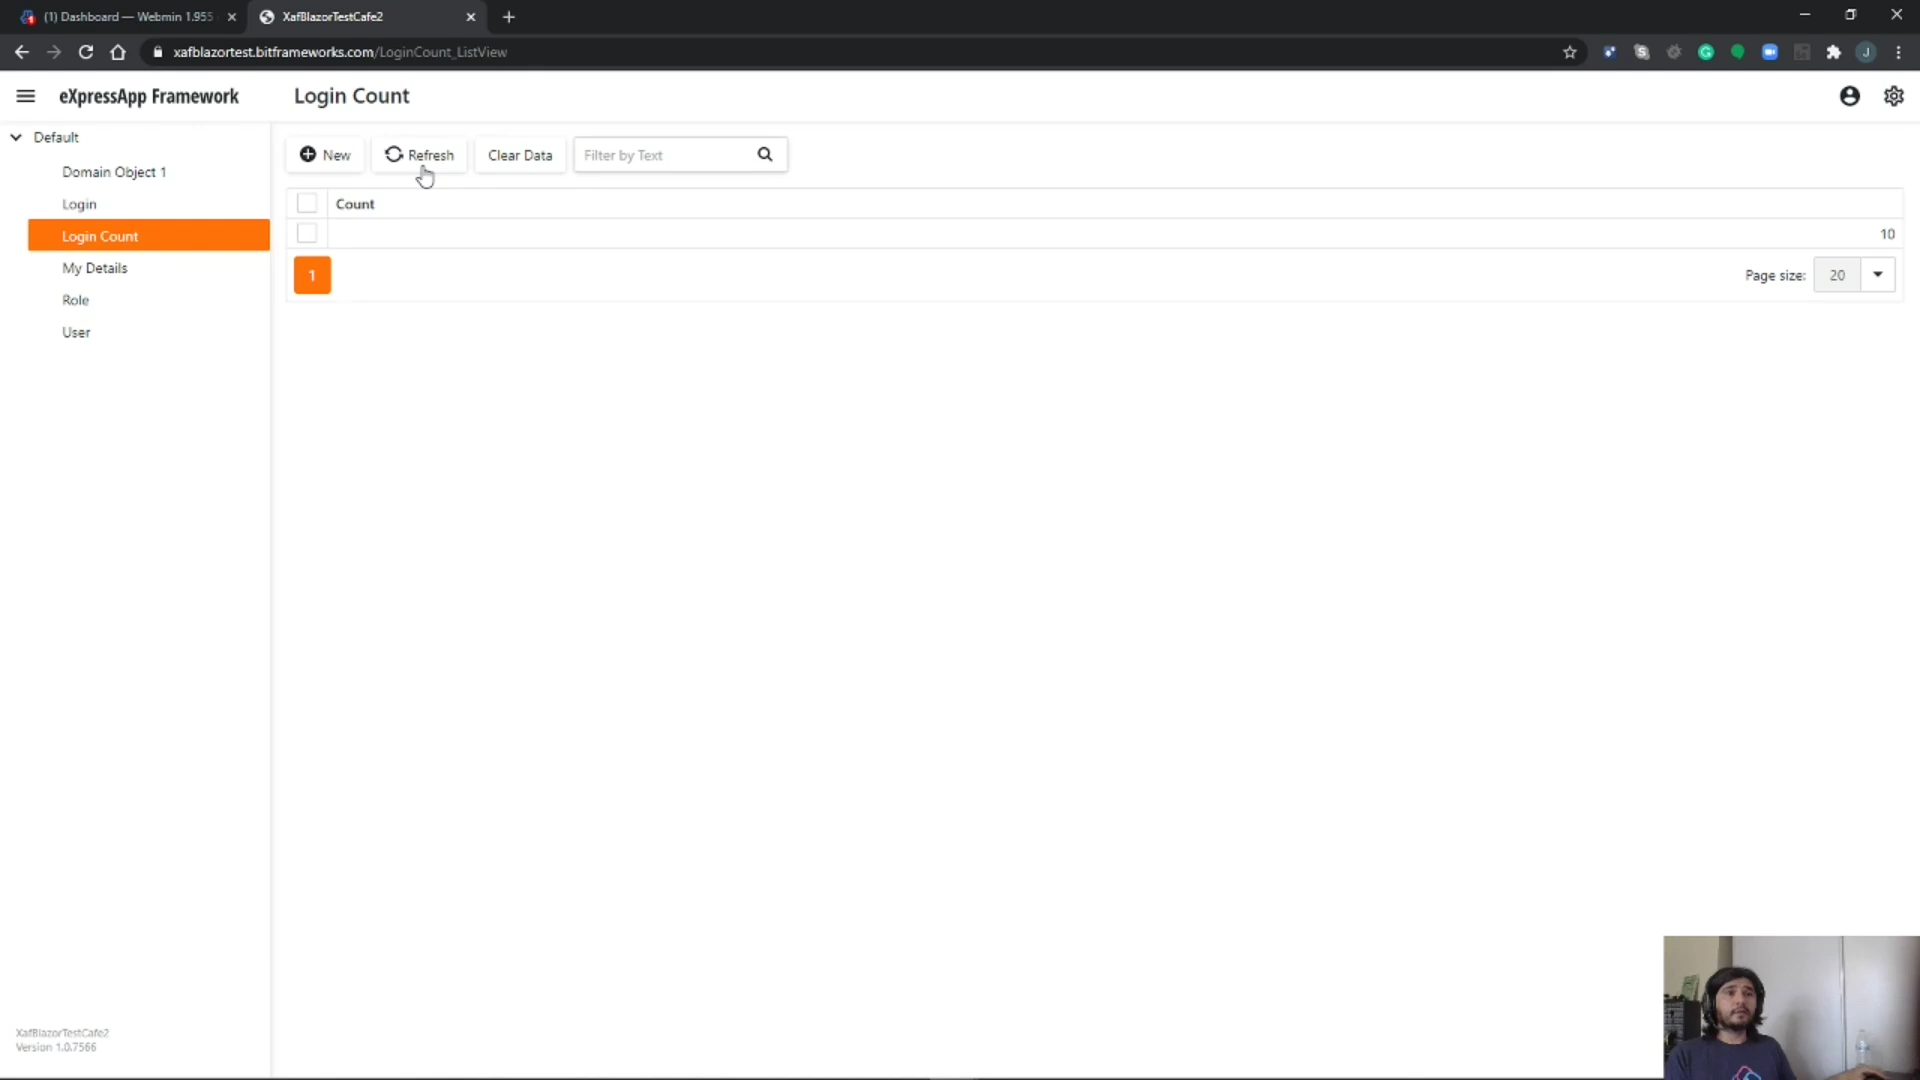 (1) Dashboard — Webmin 1.955
XafBlazorTestCafe2
xafblazortest.bitframeworks.com/LoginCount_ListView
eXpressApp Framework
Login Count
Default
Domain Object 1
Login
Login Count
My Details
Role
User
New
Refresh
Clear Data
Filter by Text
Count
10
1
Page size:
20
XafBlazorTestCafe2
Version 1.0.7566